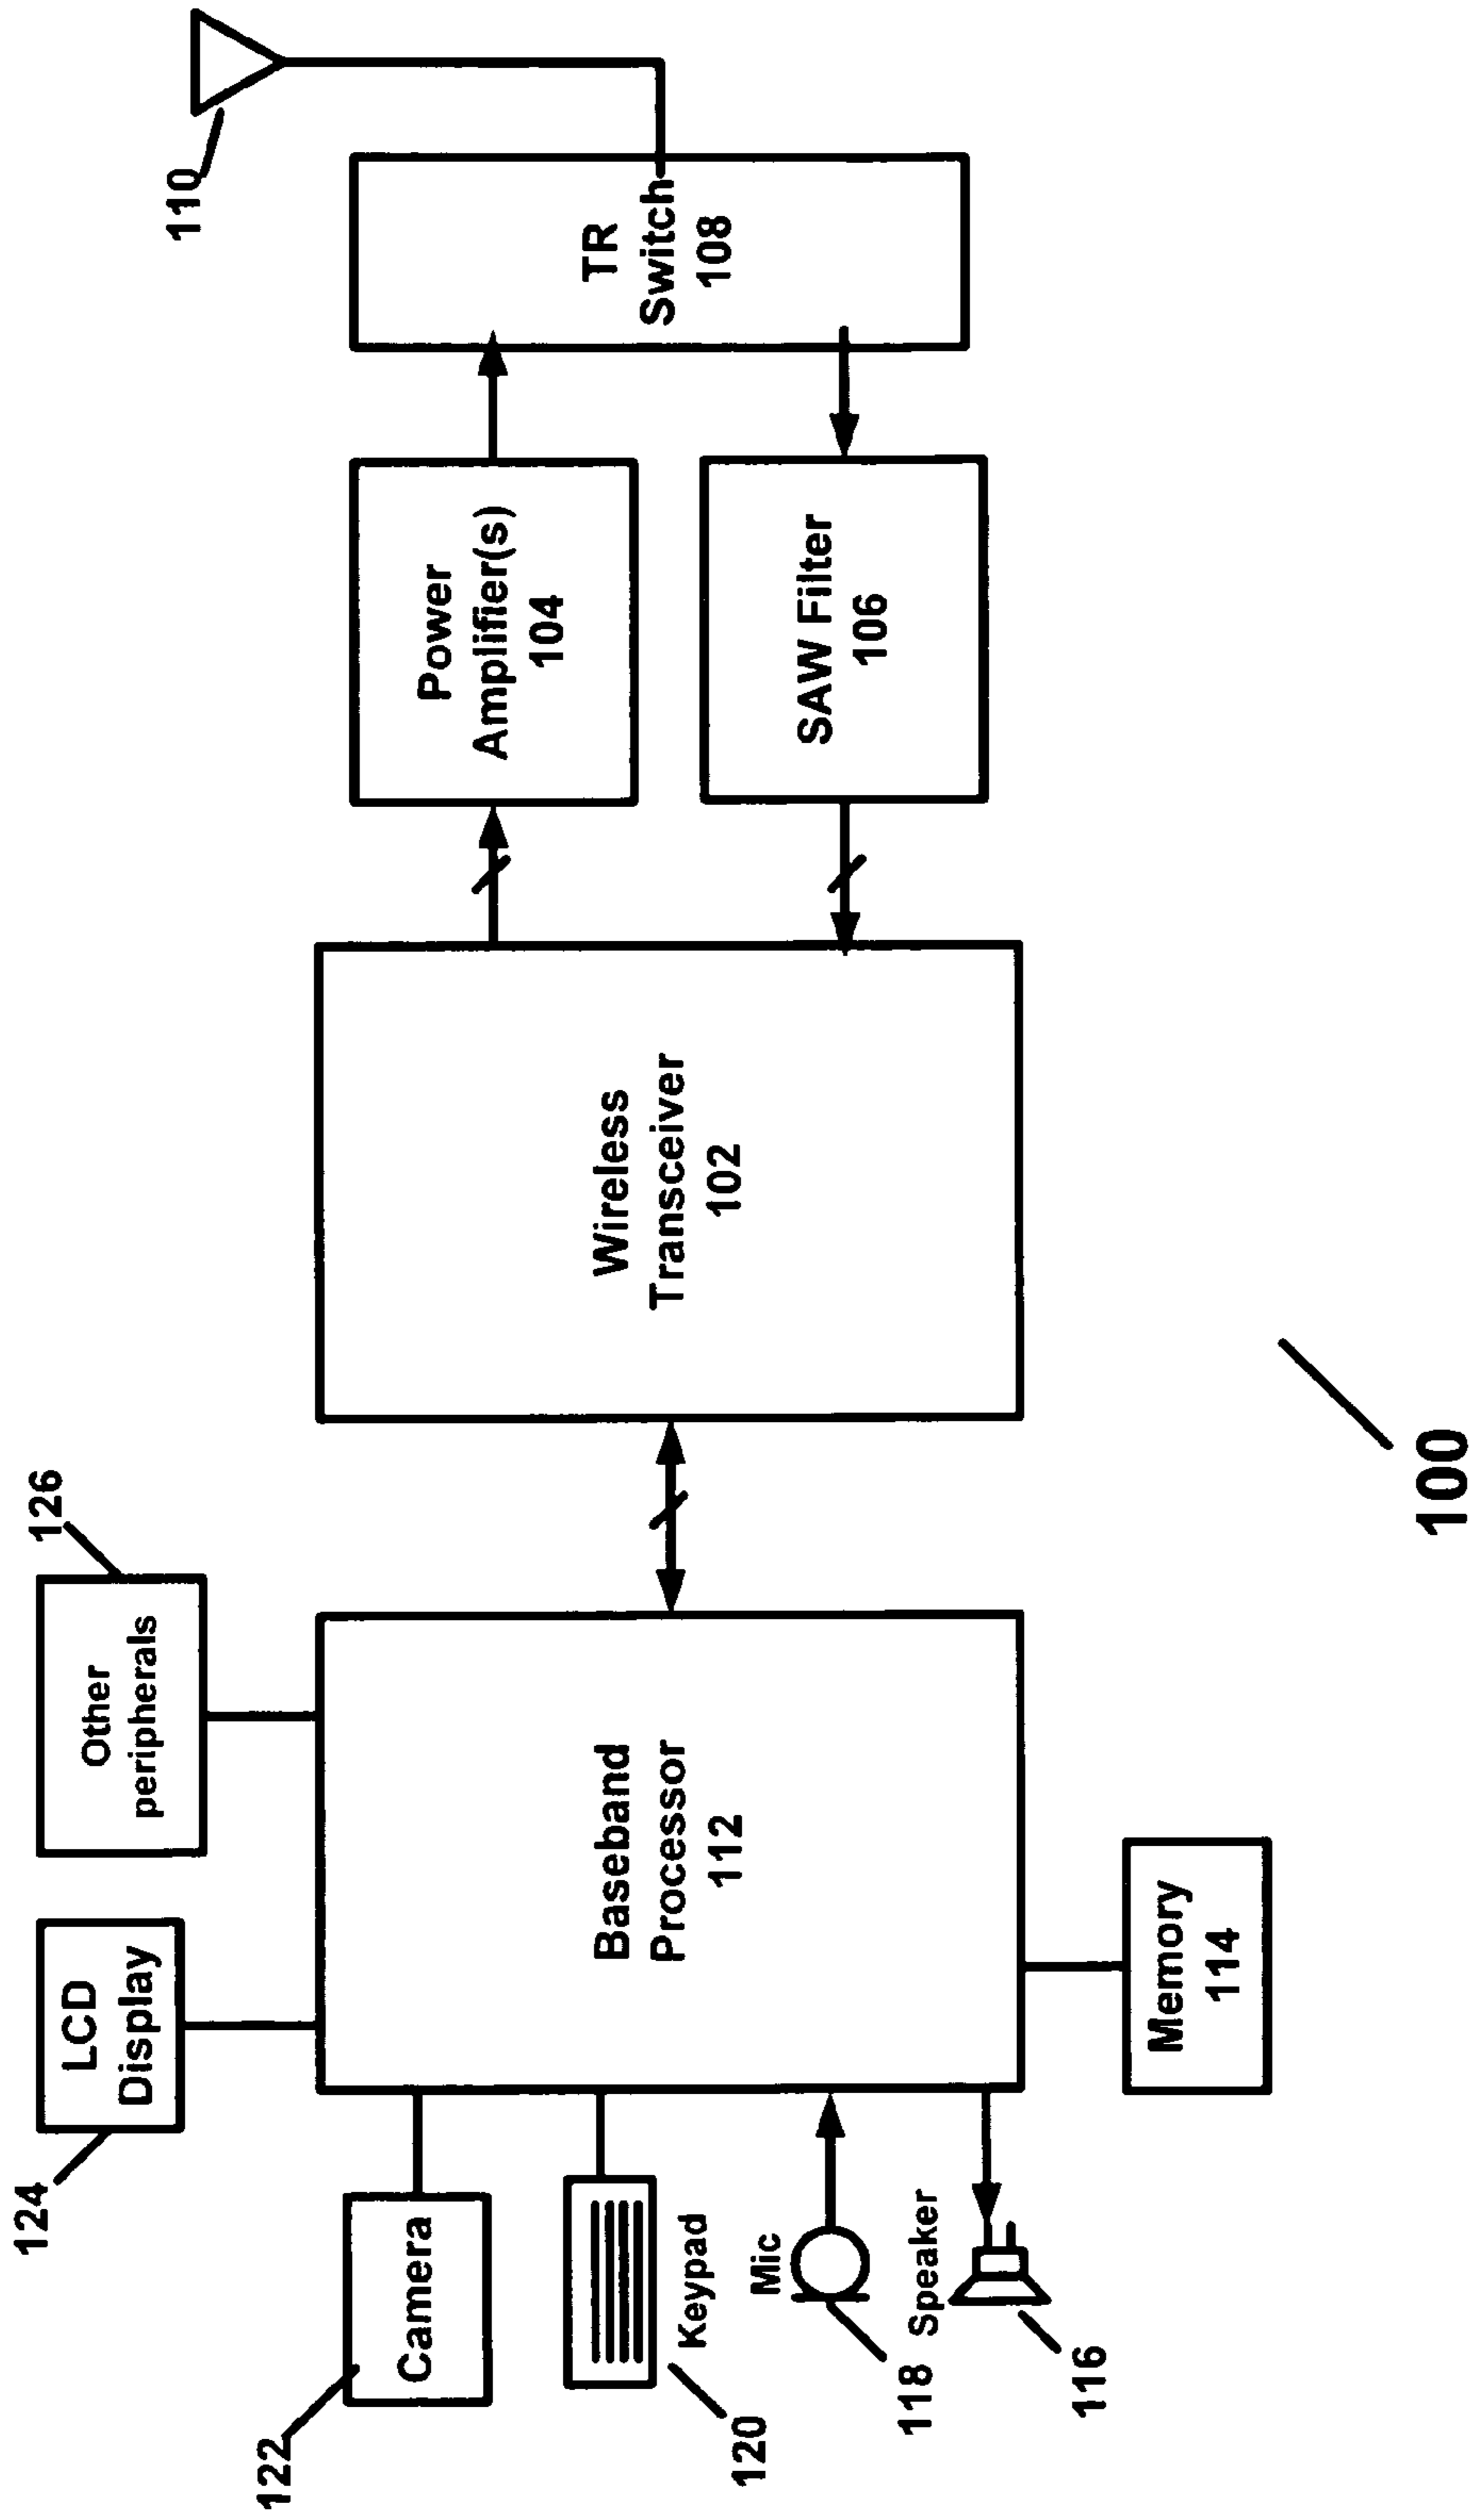 124
LCD
Display
126
Other
peripherals
110
122
Camera
120
Keypad
Mic
118
Speaker
116
Baseband
Processor
112
Memory
114
Wireless
Transceiver
102
Power
Amplifier(s)
104
SAW Filter
106
TR
Switch
108
100